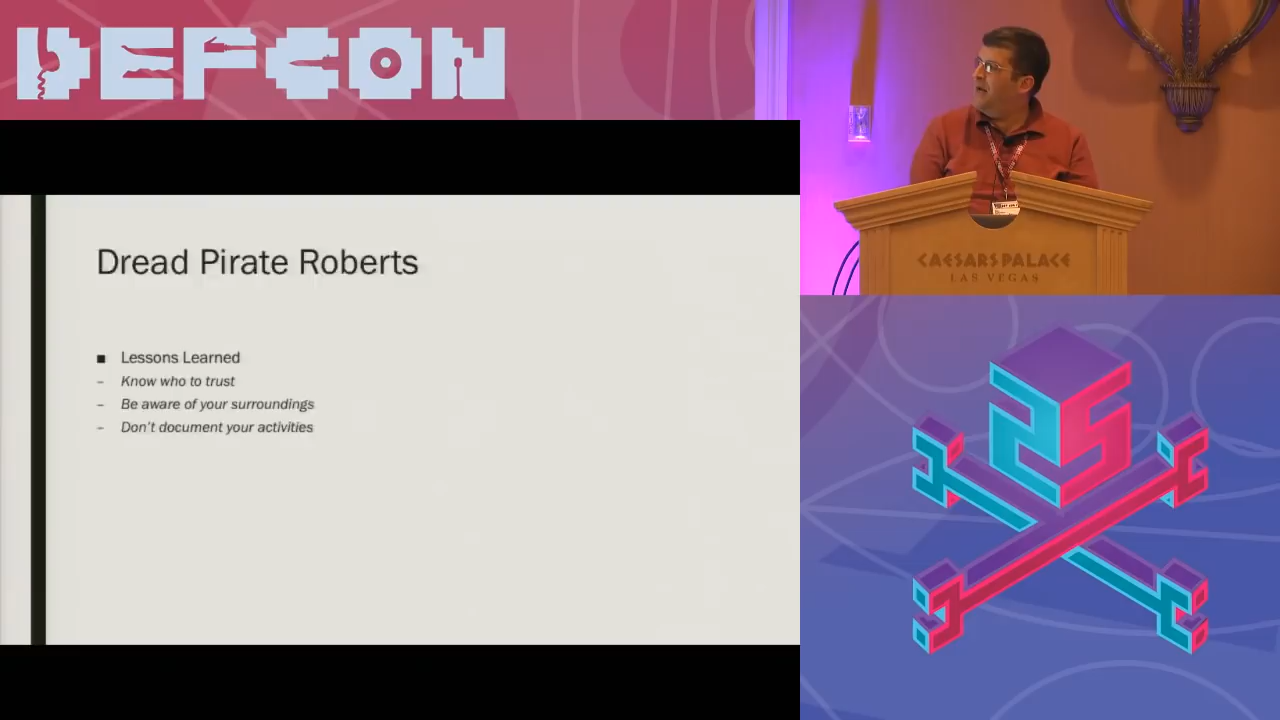 DEFCON
CAESARS PALACE
LAS VEGAS
Dread Pirate Roberts
■ Lessons Learned
– Know who to trust
– Be aware of your surroundings
– Don't document your activities
25